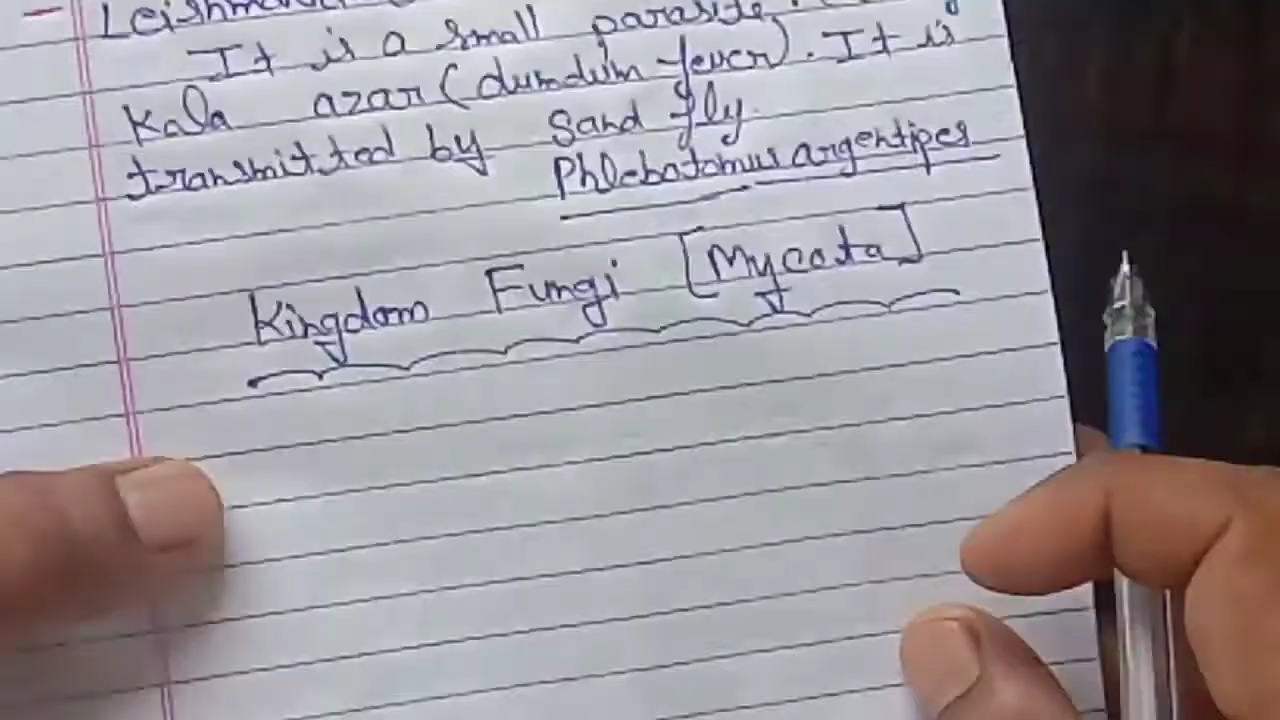 It is a small parasite.
Kala azar (dumdum fever). It is
transmitted by Sand fly.
Phlebotomus argentipes
Kingdom Fungi [Mycota]